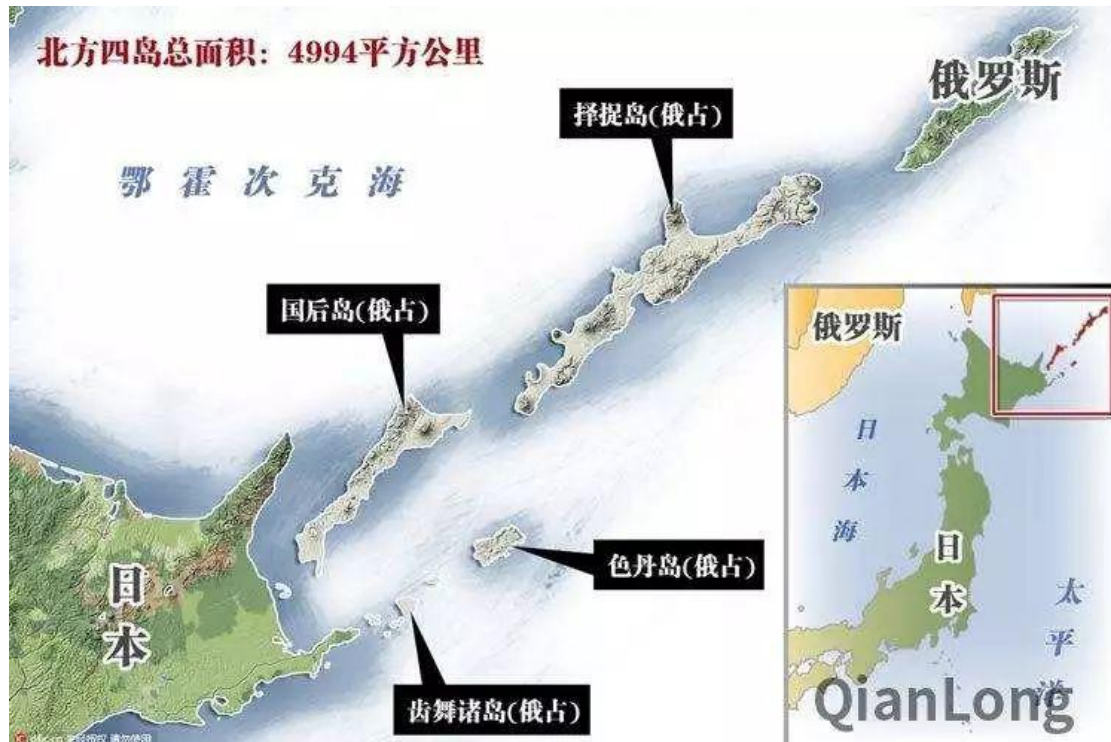 北方四岛总面积：4994平方公里
俄罗斯
择捉岛(俄占)
鄂霍次克海
国后岛(俄占)
俄罗斯
日本海
色丹岛(俄占)
日本
日本
太平洋
齿舞诸岛(俄占)
QianLong